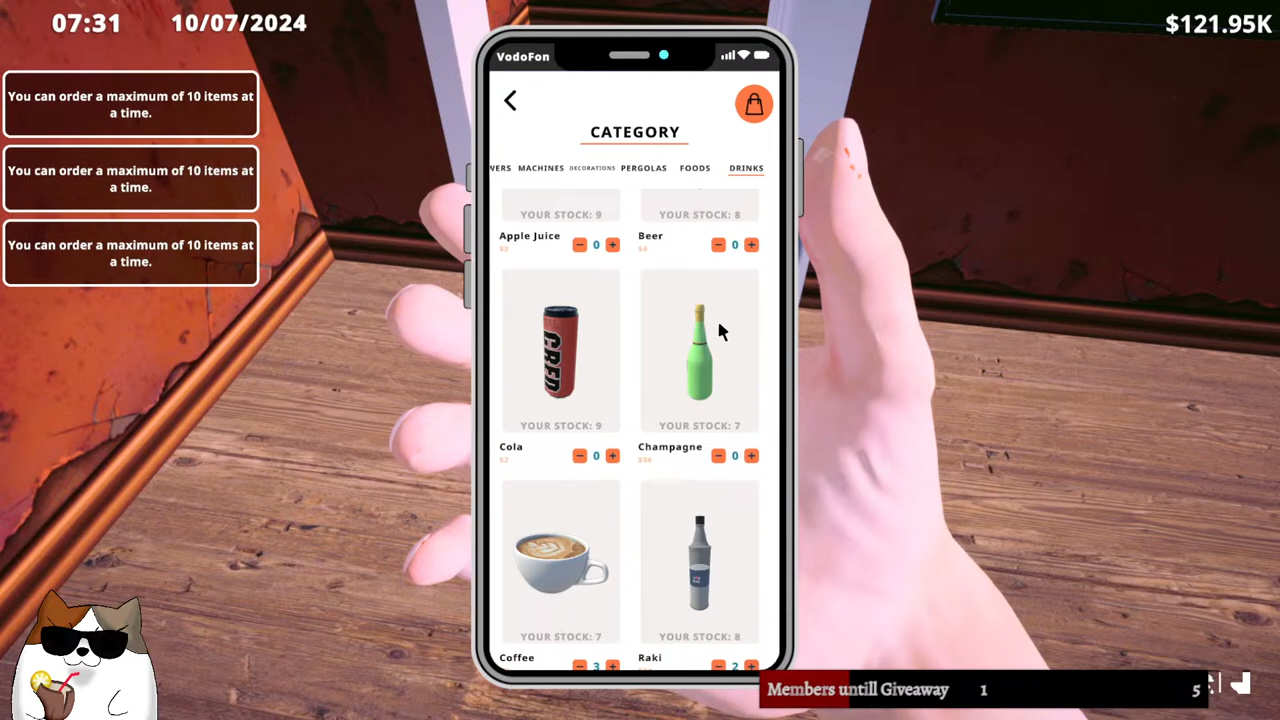 07:31 10/07/2024
$121.95K
You can order a maximum of 10 items at
a time.
You can order a maximum of 10 items at
a time.
You can order a maximum of 10 items at
a time.
VodoFon
CATEGORY
VERS MACHINES DECORATIONS PERGOLAS FOODS DRINKS
YOUR STOCK: 9 YOUR STOCK: 8
Apple Juice - 0 + Beer - 0 +
$2 $4
CRED
YOUR STOCK: 9 YOUR STOCK: 7
Cola - 0 + Champagne - 0 +
$2 $36
YOUR STOCK: 7 YOUR STOCK: 8
Coffee - 3 + Raki - 2 +
Members untill Giveaway 1 5